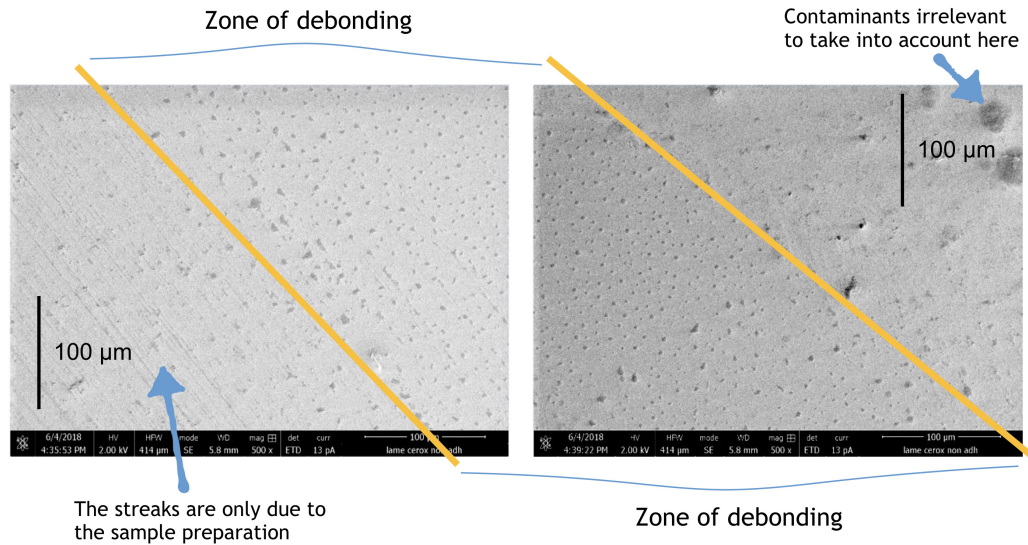 Zone of debonding
Contaminants irrelevant
to take into account here
100 µm
100 µm
6/4/2018 HV HFW mode WD mag det curr 100 µm
4:35:53 PM 2.00 kV 414 µm SE 5.8 mm 500 x ETD 13 pA lame cerox non adh
6/4/2018 HV HFW mode WD mag det curr 100 µm
4:39:22 PM 2.00 kV 414 µm SE 5.8 mm 500 x ETD 13 pA lame cerox non adh
The streaks are only due to
the sample preparation
Zone of debonding